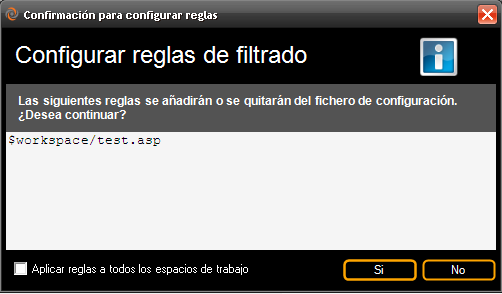 Confirmación para configurar reglas
Configurar reglas de filtrado
Las siguientes reglas se añadirán o se quitarán del fichero de configuración.
¿Desea continuar?
$workspace/test.asp
Aplicar reglas a todos los espacios de trabajo
Si
No